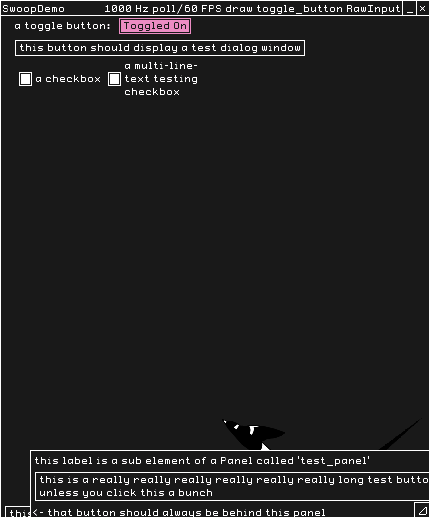 SwoopDemo 1000 Hz poll/60 FPS draw toggle_button RawInput _ ×
a toggle button: Toggled On
this button should display a test dialog window
a checkbox
a multi-line-
text testing
checkbox
this label is a sub element of a Panel called 'test_panel'
this is a really really really really really really long test butto
unless you click this a bunch
this
<- that button should always be behind this panel